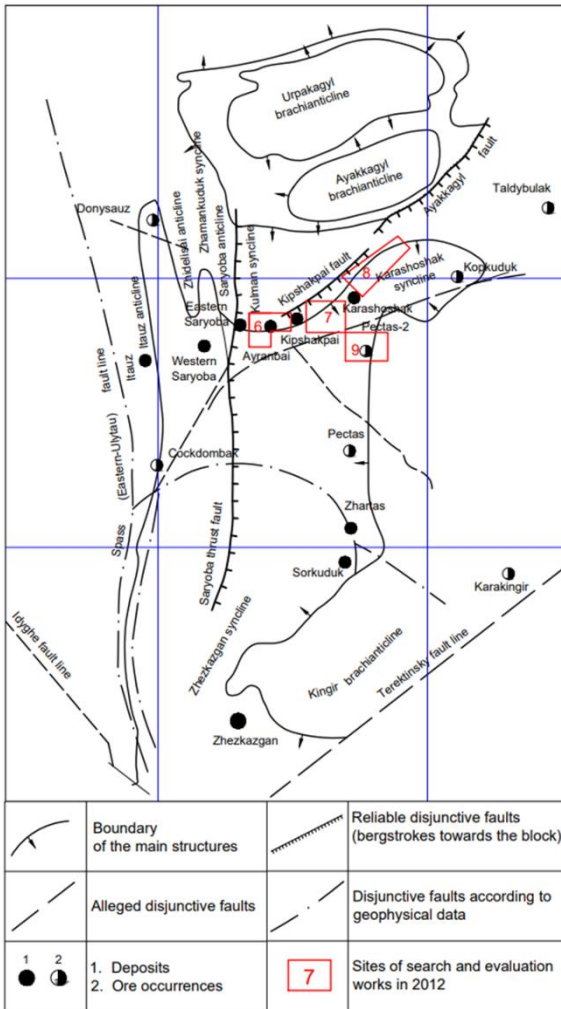 Urpakagyl
brachianticline
Ayakkagyl
brachianticline
Ayakkagyl
fault
Taldybulak
Donysauz
Zhidelisai anticline
Zhamankuduk syncline
Saryoba anticline
Kuman syncline
Kipshakpai fault
8
Karashoshak
syncline
Kopkuduk
Eastern
Saryoba
6
7
Karashoshak
Kipshakpai
Pectas-2
9
Ayranbai
Western
Saryoba
Itauz
Itauz anticline
fault line
(Eastern-Ulytau)
Spass
Cockdombak
Pectas
Zhartas
Sorkuduk
Karakingir
Saryoba thrust fault
Idyghe fault line
Zhezkazgan syncline
Kingir brachianticline
Terektinsky fault line
Zhezkazgan
Boundary
of the main structures
Reliable disjunctive faults
(bergstrokes towards the block)
Alleged disjunctive faults
Disjunctive faults according to
geophysical data
1 2
1. Deposits
2. Ore occurrences
7
Sites of search and evaluation
works in 2012